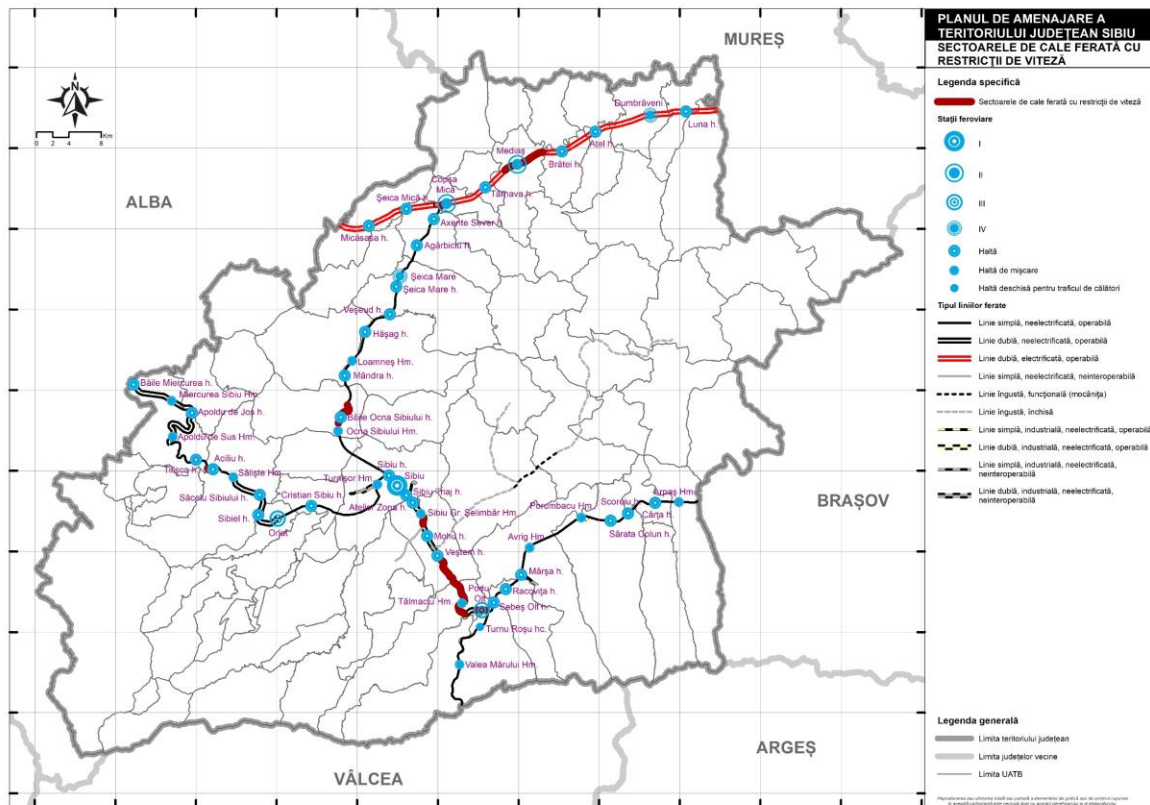 PLANUL DE AMENAJARE A
TERITORIULUI JUDEȚEAN SIBIU
SECTOARELE DE CALE FERATĂ CU
RESTRICȚII DE VITEZĂ
Legenda specifică
Sectoarele de cale ferată cu restricții de viteză
Stații feroviare
I
II
III
IV
Haltă
Haltă de mișcare
Haltă deschisă pentru traficul de călători
Tipul liniilor ferate
Linie simplă, neelectrificată, operabilă
Linie dublă, neelectrificată, operabilă
Linie dublă, electrificată, operabilă
Linie simplă, neelectrificată, neinteroperabilă
Linie îngustă, funcțională (mocănița)
Linie îngustă, închisă
Linie simplă, industrială, neelectrificată, operabilă
Linie dublă, industrială, neelectrificată, operabilă
Linie simplă, industrială, neelectrificată,
neinteroperabilă
Linie dublă, industrială, neelectrificată,
neinteroperabilă
Legenda generală
Limita teritoriului județean
Limita județelor vecine
Limita UATB
MUREȘ
ALBA
BRAȘOV
ARGEȘ
VÂLCEA
N
0 2 4 8
Km
Dumbrăveni
Luna h.
Ațel h.
Mediaș
Brătei h.
Copșa
Mică
Târnava h.
Șeica Mică h.
Micăsasa h.
Axente Sever h.
Agârbiciu h.
Șeica Mare
Șeica Mare h.
Veseud h.
Hășag h.
Loamneș Hm.
Mândra h.
Băile Ocna Sibiului h.
Ocna Sibiului Hm.
Băile Miercurea h.
Miercurea Sibiu Hm.
Apoldu de Jos h.
Apoldu de Sus Hm.
Aciliu h.
Tilișca h.
Săliște Hm.
Săcelu Sibiului h.
Sibiel h.
Orlat
Cristian Sibiu h.
Turnișor Hm.
Sibiu h.
Sibiu
Sibiu Triaj h.
Atelier Zona h.
Sibiu Gr. Șelimbăr Hm.
Mohu h.
Veștem h.
Tălmaciu Hm.
Podu
Olt
Sebeș Olt h.
Turnu Roșu hc.
Valea Mărului Hm.
Racovița h.
Mârșa h.
Avrig Hm.
Porumbacu Hm.
Sărata Colun h.
Scoreiu h.
Cârța h.
Arpaș Hm.